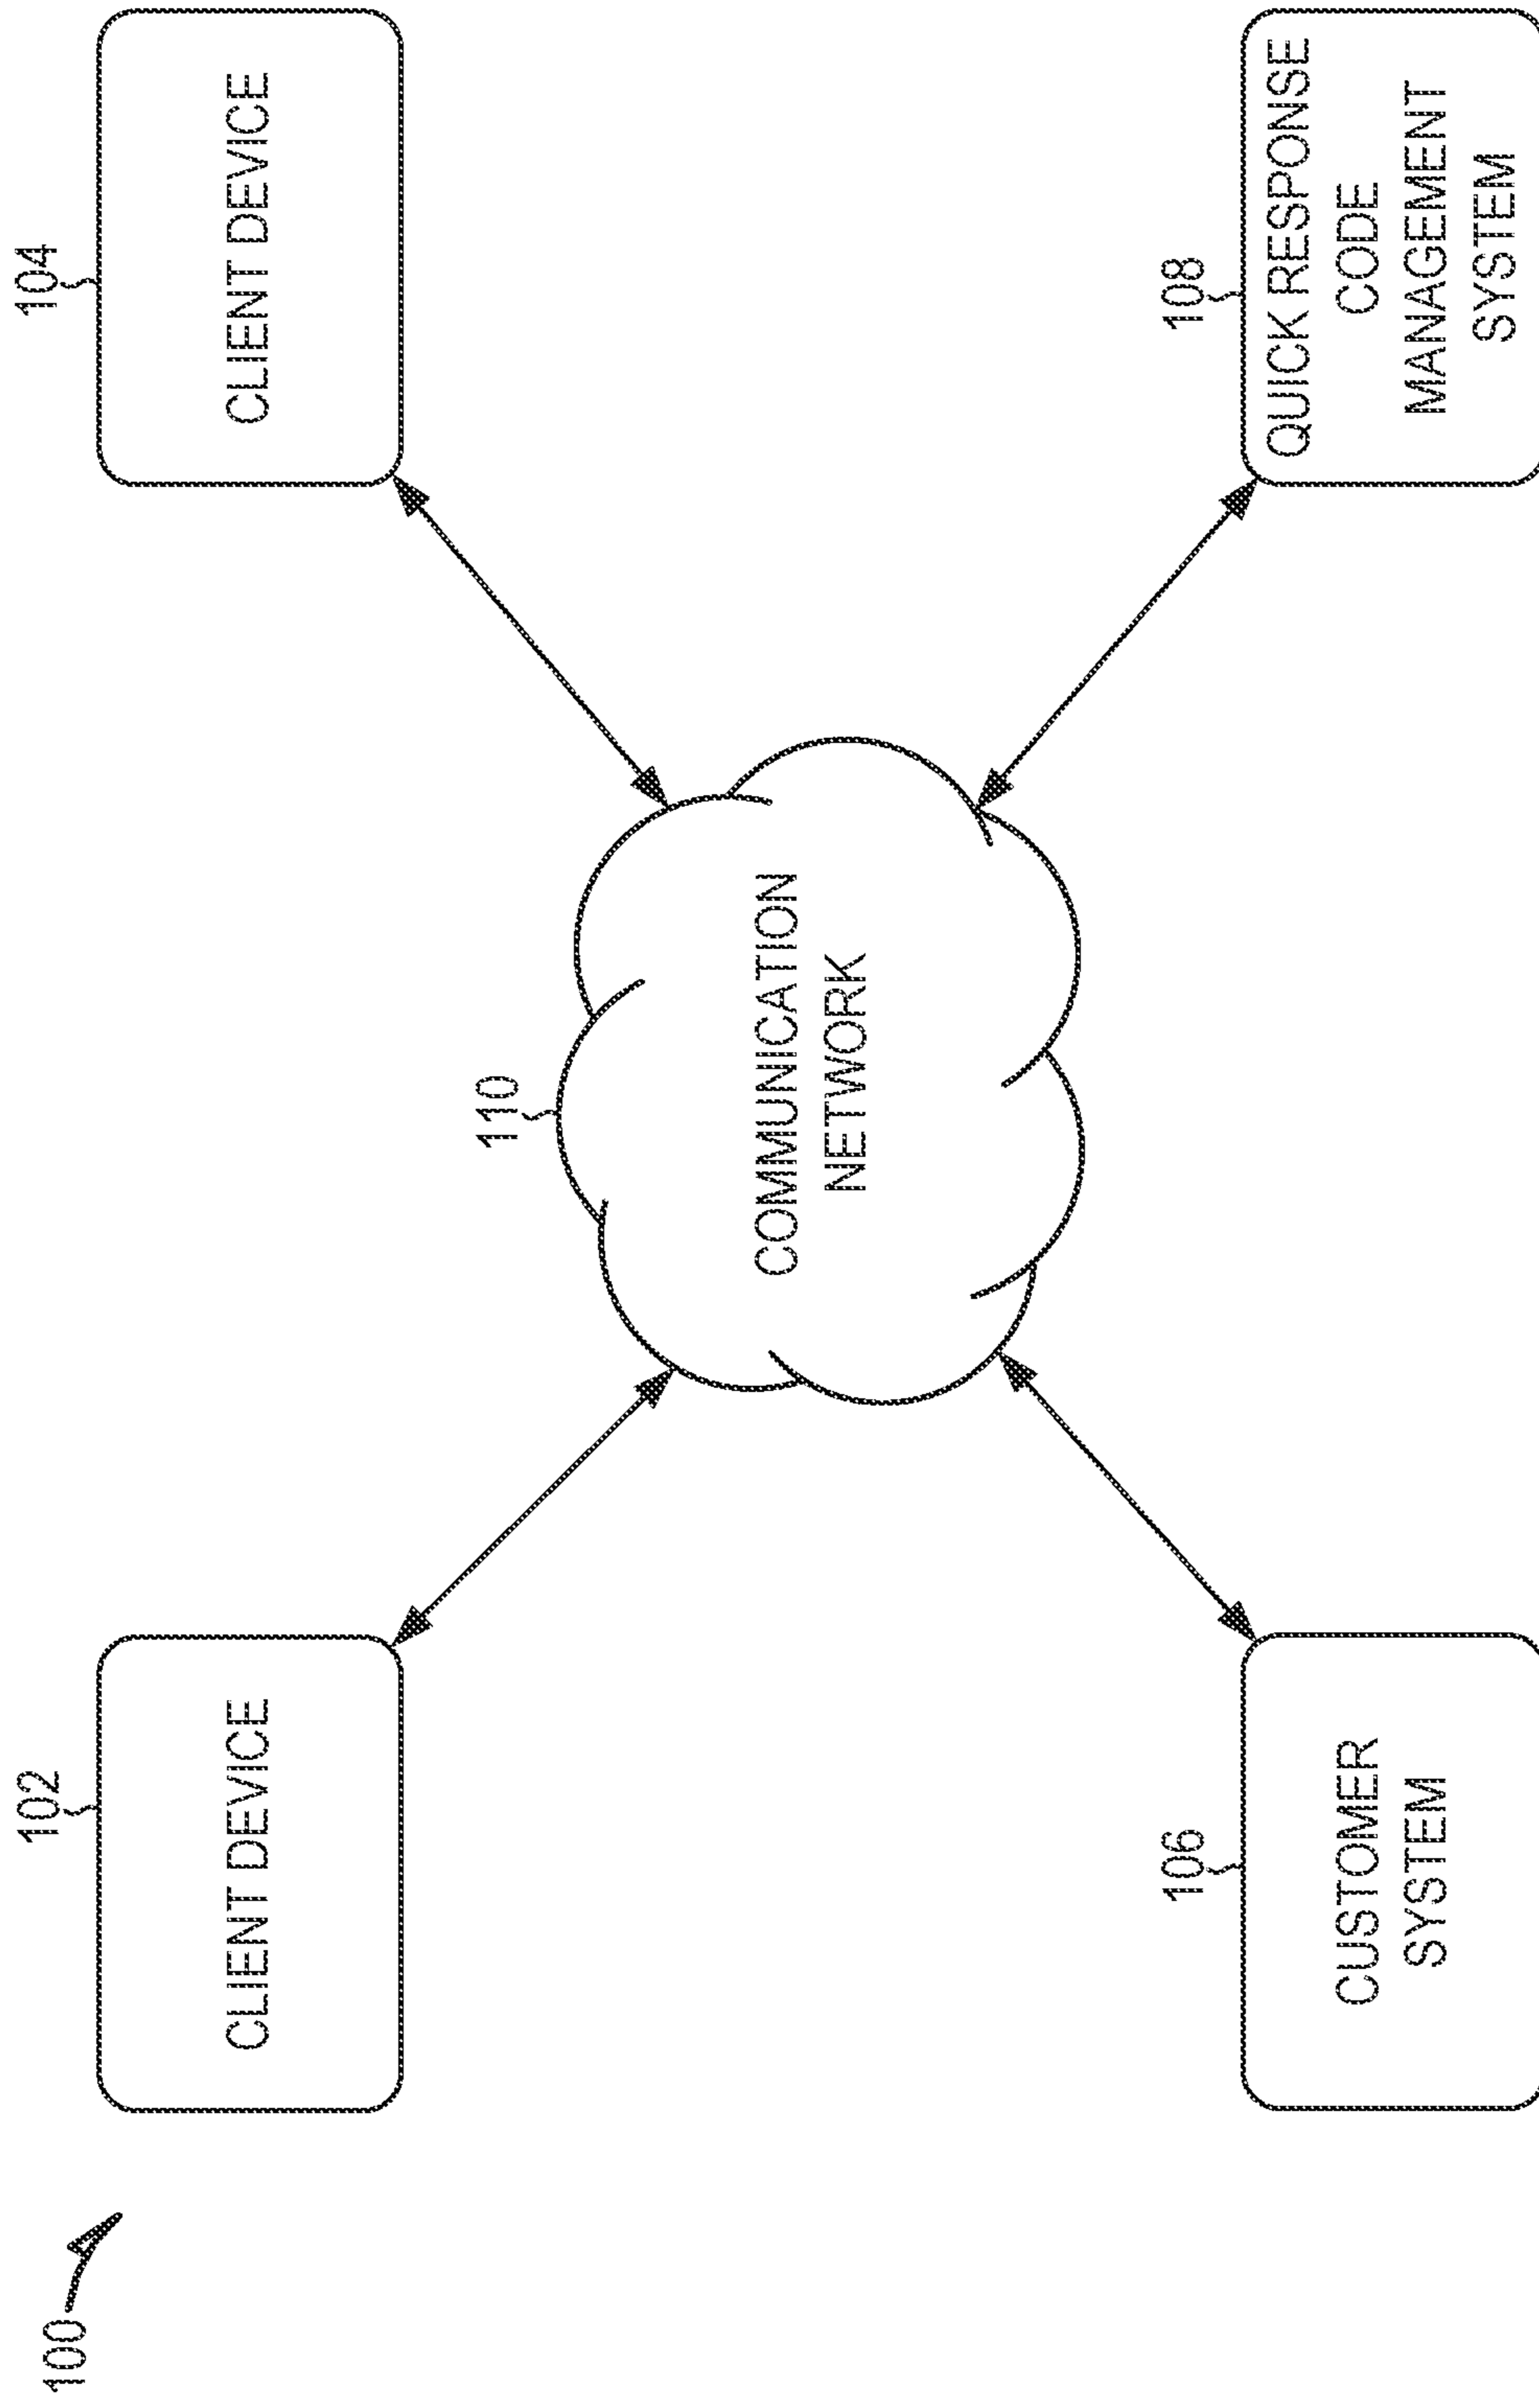 100
102
CLIENT DEVICE
104
CLIENT DEVICE
110
COMMUNICATION
NETWORK
106
CUSTOMER
SYSTEM
108
QUICK RESPONSE
CODE
MANAGEMENT
SYSTEM